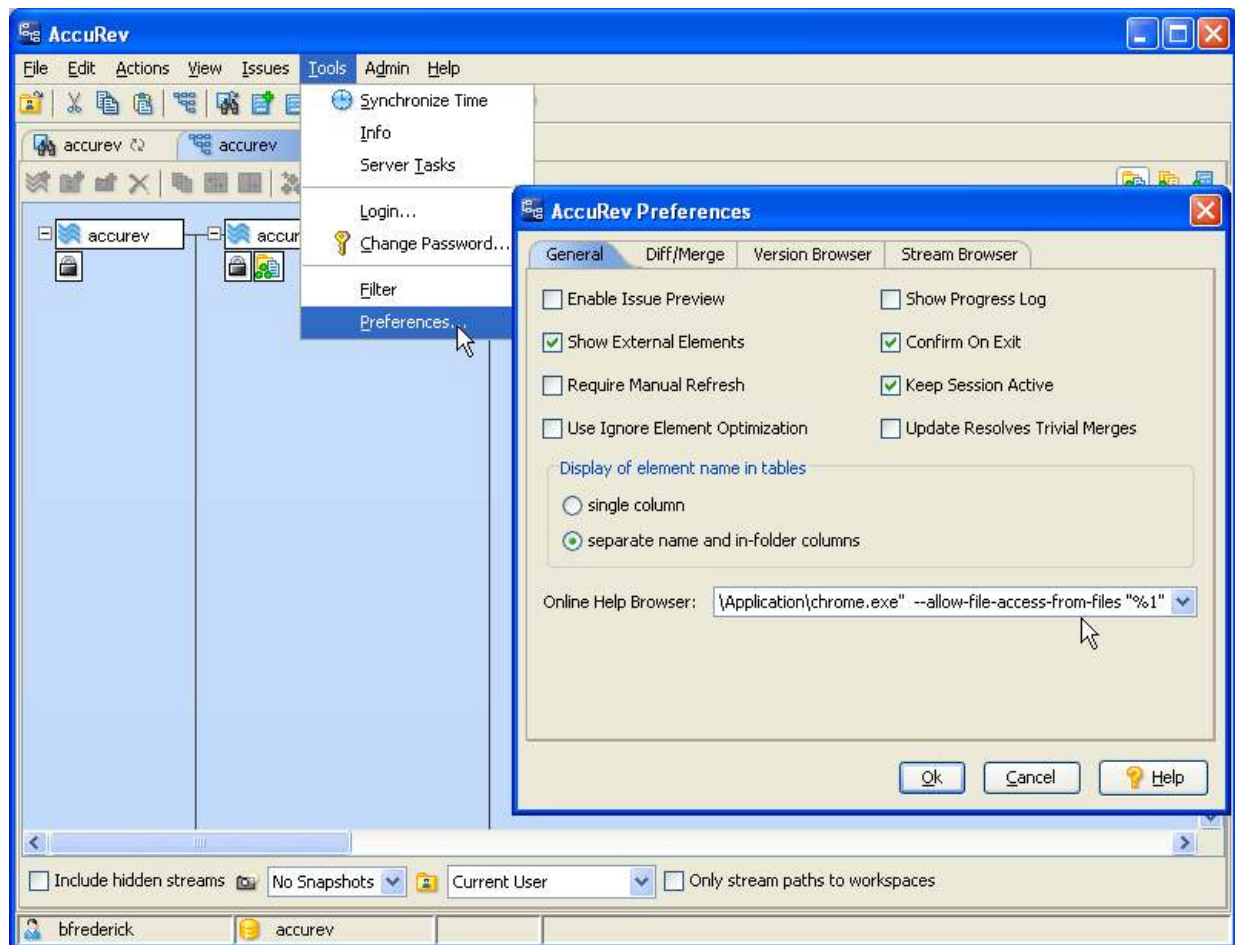 AccuRev
File Edit Actions View Issues Tools Admin Help
Synchronize Time
Info
Server Tasks
Login...
Change Password...
Filter
Preferences...
accurev
accurev
accurev
accur
AccuRev Preferences
General Diff/Merge Version Browser Stream Browser
Enable Issue Preview
Show Progress Log
Show External Elements
Confirm On Exit
Require Manual Refresh
Keep Session Active
Use Ignore Element Optimization
Update Resolves Trivial Merges
Display of element name in tables
single column
separate name and in-folder columns
Online Help Browser: \Application\chrome.exe" --allow-file-access-from-files "%1"
Ok Cancel Help
Include hidden streams No Snapshots Current User Only stream paths to workspaces
bfrederick accurev